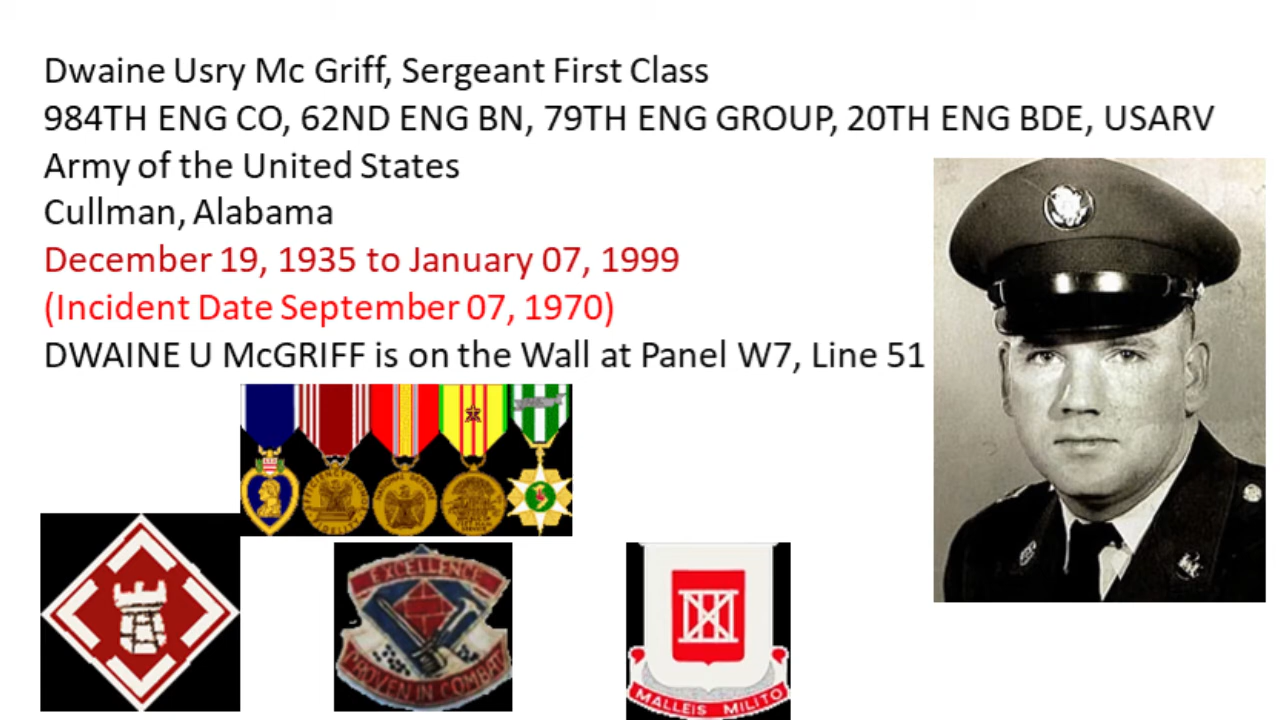 Dwaine Usry Mc Griff, Sergeant First Class
984TH ENG CO, 62ND ENG BN, 79TH ENG GROUP, 20TH ENG BDE, USARV
Army of the United States
Cullman, Alabama
December 19, 1935 to January 07, 1999
(Incident Date September 07, 1970)
DWAINE U McGRIFF is on the Wall at Panel W7, Line 51
EXCELLENCE
PROVEN IN COMBAT
MALLEIS MILITO